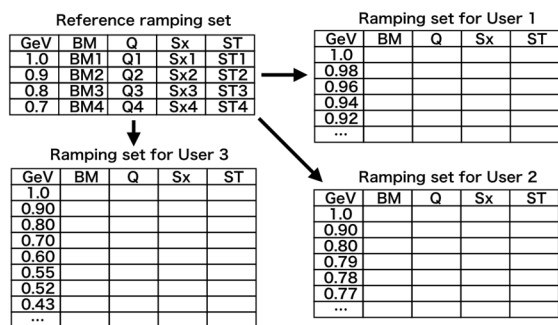 Reference ramping set
GeV BM Q Sx ST
1.0 BM1 Q1 Sx1 ST1
0.9 BM2 Q2 Sx2 ST2
0.8 BM3 Q3 Sx3 ST3
0.7 BM4 Q4 Sx4 ST4
Ramping set for User 1
GeV BM Q Sx ST
1.0
0.98
0.96
0.94
0.92
...
Ramping set for User 3
GeV BM Q Sx ST
1.0
0.90
0.80
0.70
0.60
0.55
0.52
0.43
...
Ramping set for User 2
GeV BM Q Sx ST
1.0
0.90
0.80
0.79
0.78
0.77
...